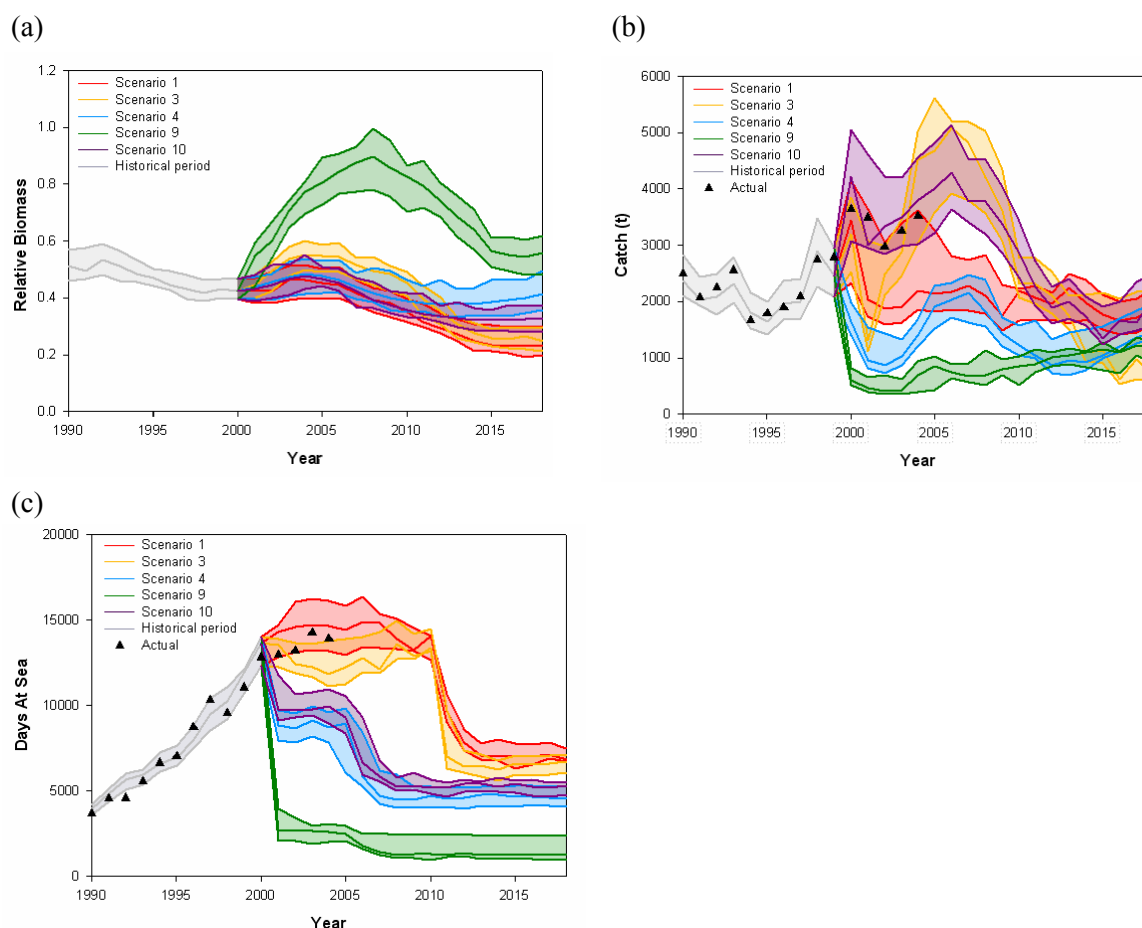 (a)
1.2
1.0
0.8
0.6
0.4
0.2
0.0
Relative Biomass
Scenario 1
Scenario 3
Scenario 4
Scenario 9
Scenario 10
Historical period
1990 1995 2000 2005 2010 2015
Year
(b)
6000
5000
4000
3000
2000
1000
0
Catch (t)
Scenario 1
Scenario 3
Scenario 4
Scenario 9
Scenario 10
Historical period
Actual
1990 1995 2000 2005 2010 2015
Year
(c)
20000
15000
10000
5000
0
Days At Sea
Scenario 1
Scenario 3
Scenario 4
Scenario 9
Scenario 10
Historical period
Actual
1990 1995 2000 2005 2010 2015
Year